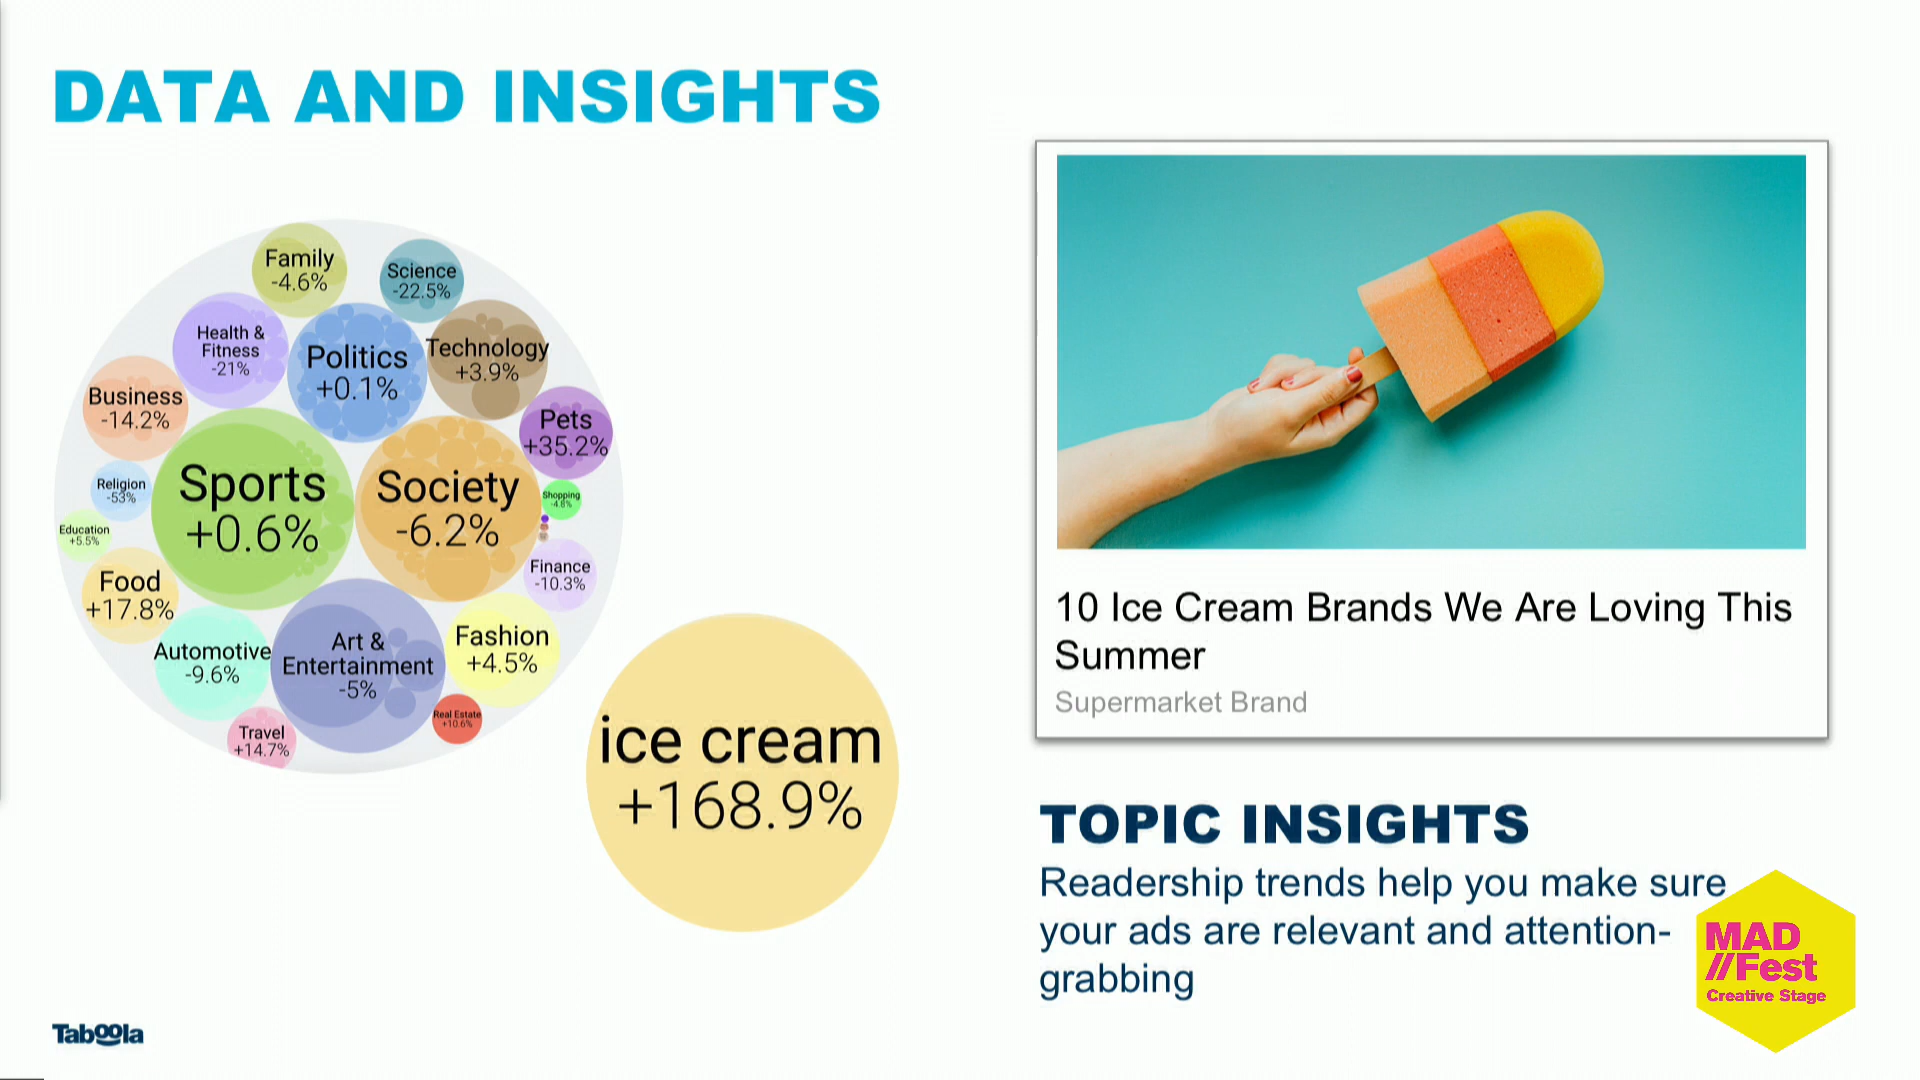 DATA AND INSIGHTS
Family
-4.6%
Science
-22.5%
Health &
Fitness
-21%
Politics
+0.1%
Technology
+3.9%
Business
-14.2%
Pets
+35.2%
Sports
+0.6%
Society
-6.2%
Religion
-53%
Shopping
-4.8%
Education
+5.5%
Food
+17.8%
Finance
-10.3%
Automotive
-9.6%
Art &
Entertainment
-5%
Fashion
+4.5%
Real Estate
+10.6%
Travel
+14.7%
ice cream
+168.9%
10 Ice Cream Brands We Are Loving This
Summer
Supermarket Brand
TOPIC INSIGHTS
Readership trends help you make sure
your ads are relevant and attention-
grabbing
MAD
//Fest
Creative Stage
Taboola